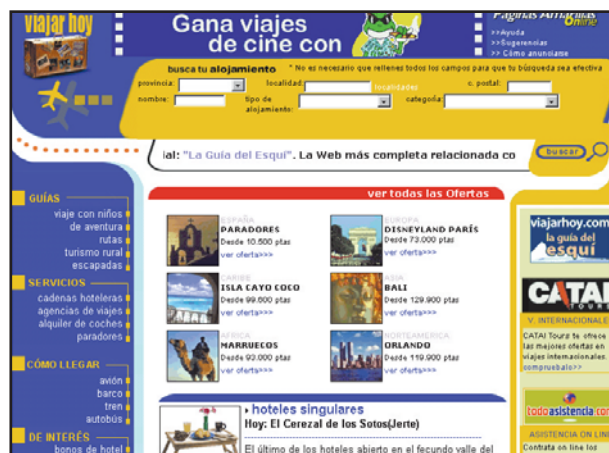 viajar hoy
Gana viajes
de cine con
Páginas Amarillas
Online
>>Ayuda
>>Sugerencias
>> Cómo anunciarse
busca tu alojamiento * No es necesario que rellenes todos los campos para que tu búsqueda sea efectiva
provincia: localidad: localidades c. postal:
nombre: tipo de alojamiento: categoría:
ial: "La Guía del Esquí". La Web más completa relacionada co
buscar
ver todas las Ofertas
GUÍAS
viaje con niños
de aventura
rutas
turismo rural
escapadas
SERVICIOS
cadenas hoteleras
agencias de viajes
alquiler de coches
paradores
CÓMO LLEGAR
avión
barco
tren
autobús
DE INTERÉS
bonos de hotel
ESPAÑA
PARADORES
Desde 10.500 ptas
ver oferta>>>
EUROPA
DISNEYLAND PARÍS
Desde 73.000 ptas
ver oferta>>>
CARIBE
ISLA CAYO COCO
Desde 99.600 ptas
ver oferta>>>
ASIA
BALI
Desde 129.900 ptas
ver oferta>>>
AFRICA
MARRUECOS
Desde 93.000 ptas
ver oferta>>>
NORTEAMERICA
ORLANDO
Desde 119.900 ptas
ver oferta>>>
hoteles singulares
Hoy: El Cerezal de los Sotos(Jerte)
El último de los hoteles abierto en el fecundo valle del
viajarhoy.com
la guía del
esquí
CATAI
TOURS
V. INTERNACIONALES
CATAI Tours te ofrece
las mejores ofertas en
viajes internacionales.
compruebalo>>
todoasistencia.com
ASISTENCIA ON LINE
Contrata on line los